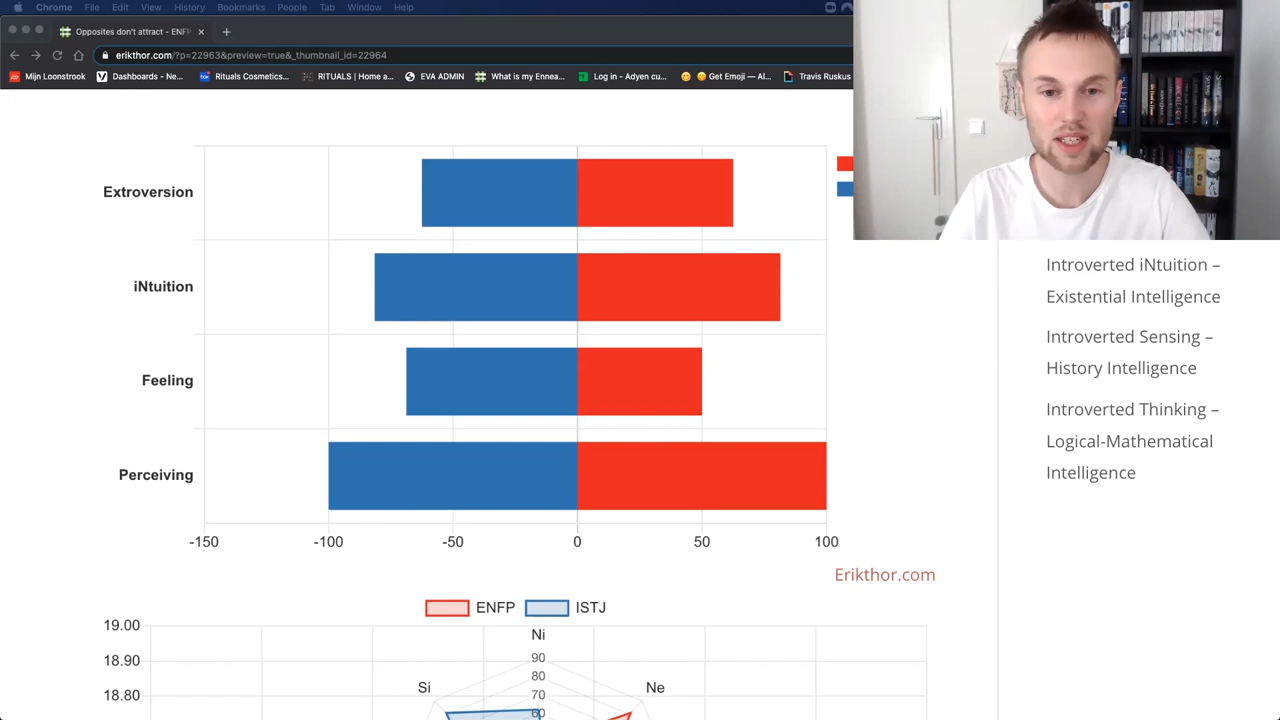 Chrome File Edit View History Bookmarks People Tab Window Help
Opposites don't attract - ENFP
erikthor.com/?p=22963&preview=true&_thumbnail_id=22964
Mijn Loonstrook Dashboards - Ne... Rituals Cosmetics... RITUALS | Home a... EVA ADMIN What is my Ennea... Log in - Adyen cu... Get Emoji — Al... Travis Ruskus
Extroversion
iNtuition
Feeling
Perceiving
-150 -100 -50 0 50 100
Erikthor.com
ENFP ISTJ
19.00
18.90
18.80
Ni
90
80
70
60
Si
Ne
Introverted iNtuition –
Existential Intelligence
Introverted Sensing –
History Intelligence
Introverted Thinking –
Logical-Mathematical
Intelligence